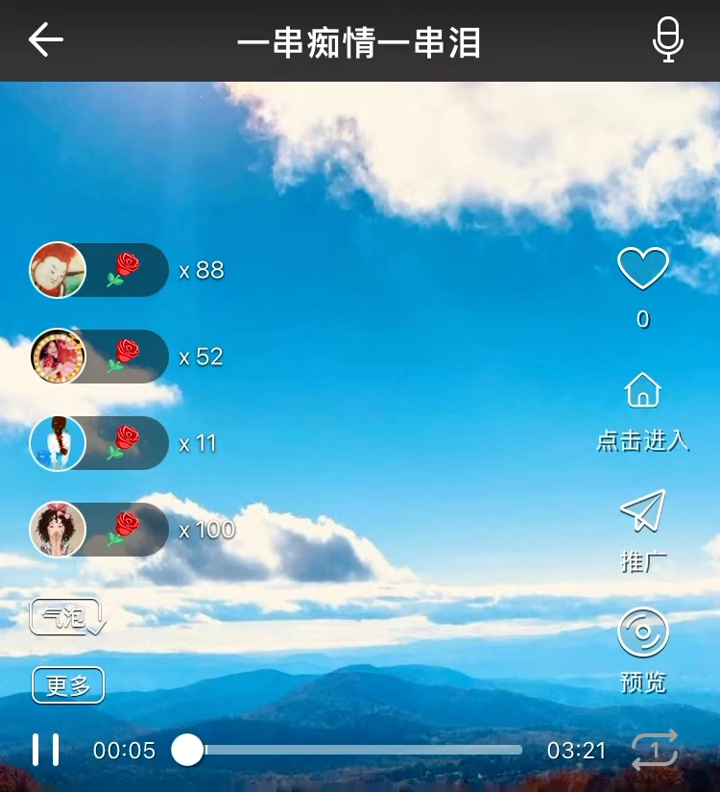 一串痴情一串泪
x 88
0
x 52
点击进入
x 11
x 100
推广
气泡
更多
预览
00:05
03:21
1